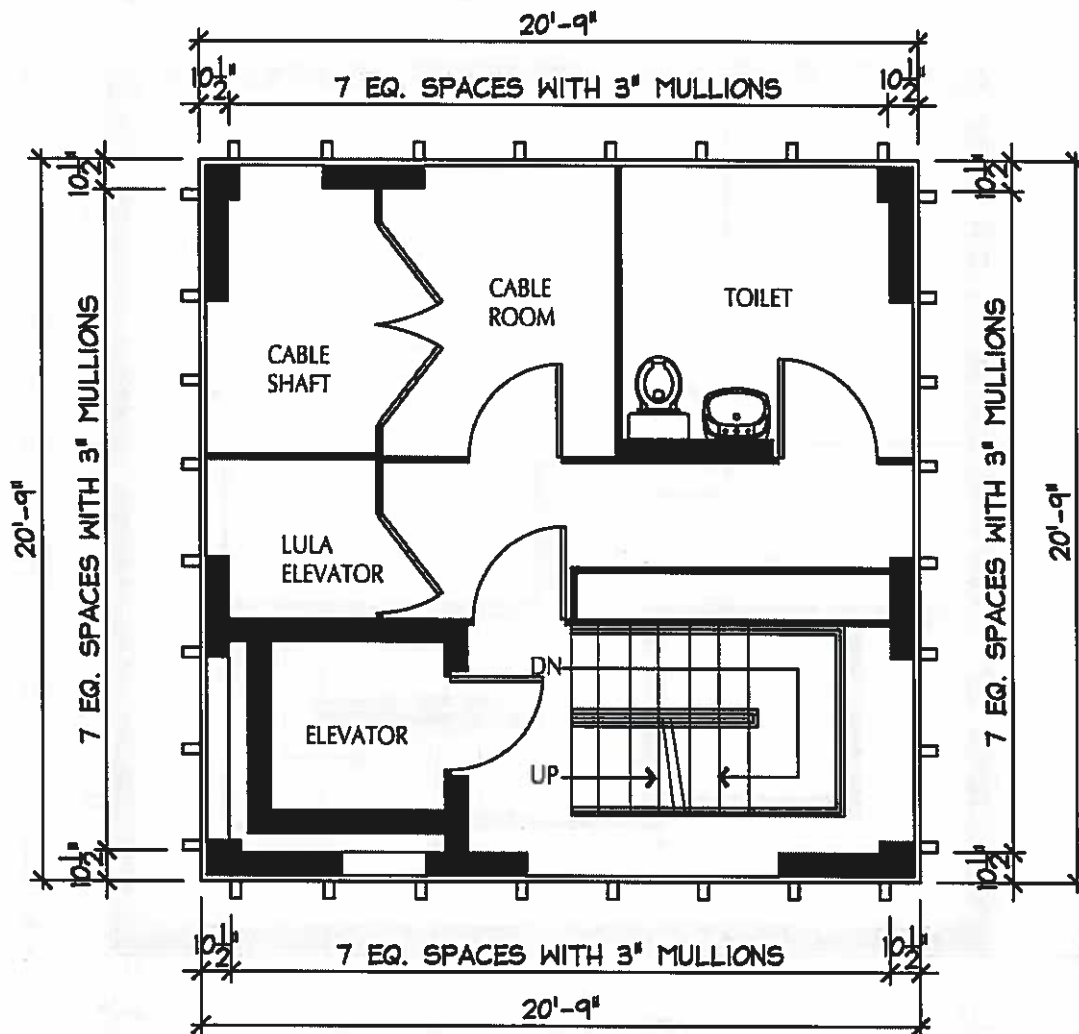 20'-9"
10 1/2"
7 EQ. SPACES WITH 3" MULLIONS
10 1/2"
10 1/2"
7 EQ. SPACES WITH 3" MULLIONS
10 1/2"
20'-9"
CABLE
SHAFT
CABLE
ROOM
TOILET
LULA
ELEVATOR
ELEVATOR
DN
UP
10 1/2"
7 EQ. SPACES WITH 3" MULLIONS
10 1/2"
20'-9"
10 1/2"
7 EQ. SPACES WITH 3" MULLIONS
10 1/2"
20'-9"